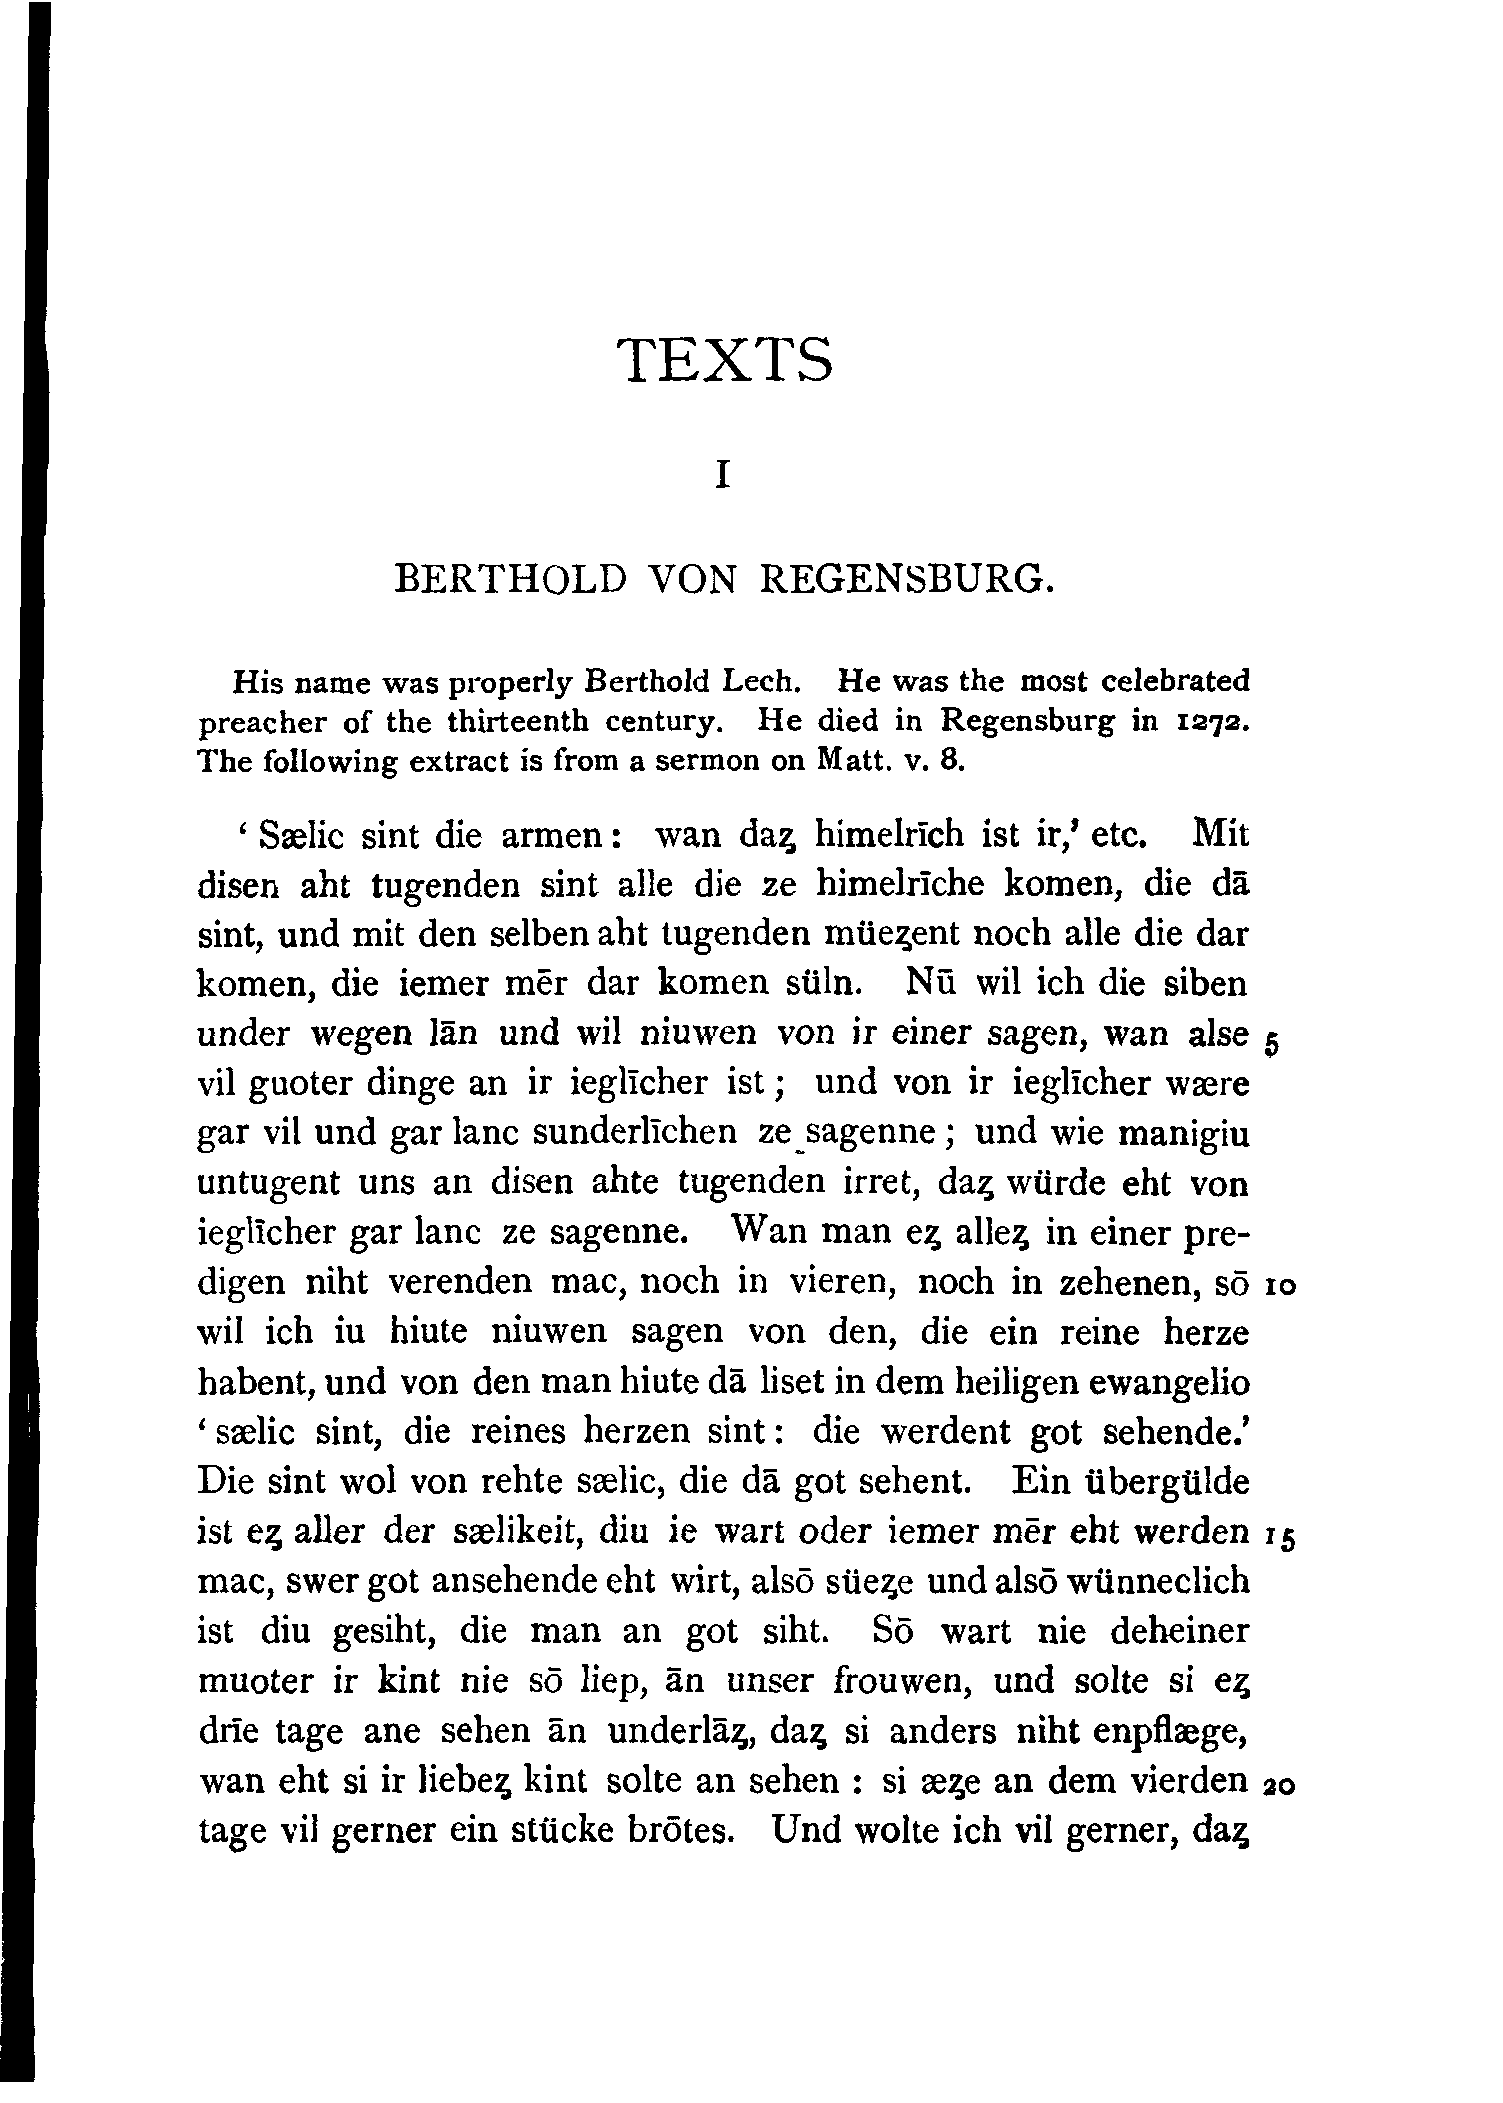 TEXTS
I
BERTHOLD VON REGENSBURG.
His name was properly Berthold Lech. He was the most celebrated
preacher of the thirteenth century. He died in Regensburg in 1272.
The following extract is from a sermon on Matt. v. 8.
‘Sælic sint die armen: wan daȥ himelrīch ist ir,’ etc. Mit
disen aht tugenden sint alle die ze himelrīche komen, die dā
sint, und mit den selben aht tugenden müeȥent noch alle die dar
komen, die iemer mēr dar komen süln. Nū wil ich die siben
under wegen lān und wil niuwen von ir einer sagen, wan alse 5
vil guoter dinge an ir ieglīcher ist; und von ir ieglīcher wære
gar vil und gar lanc sunderlīchen ze sagenne; und wie manigiu
untugent uns an disen ahte tugenden irret, daȥ würde eht von
ieglīcher gar lanc ze sagenne. Wan man eȥ alleȥ in einer pre-
digen niht verenden mac, noch in vieren, noch in zehenen, sō 10
wil ich iu hiute niuwen sagen von den, die ein reine herze
habent, und von den man hiute dā liset in dem heiligen ewangelio
‘sælic sint, die reines herzen sint: die werdent got sehende.’
Die sint wol von rehte sælic, die dā got sehent. Ein übergülde
ist eȥ aller der sælikeit, diu ie wart oder iemer mēr eht werden 15
mac, swer got ansehende eht wirt, alsō süeȥe und alsō wünneclich
ist diu gesiht, die man an got siht. Sō wart nie deheiner
muoter ir kint nie sō liep, ān unser frouwen, und solte si eȥ
drīe tage ane sehen ān underlāȥ, daȥ si anders niht enpflæge,
wan eht si ir liebeȥ kint solte an sehen: si æȥe an dem vierden 20
tage vil gerner ein stücke brōtes. Und wolte ich vil gerner, daȥ